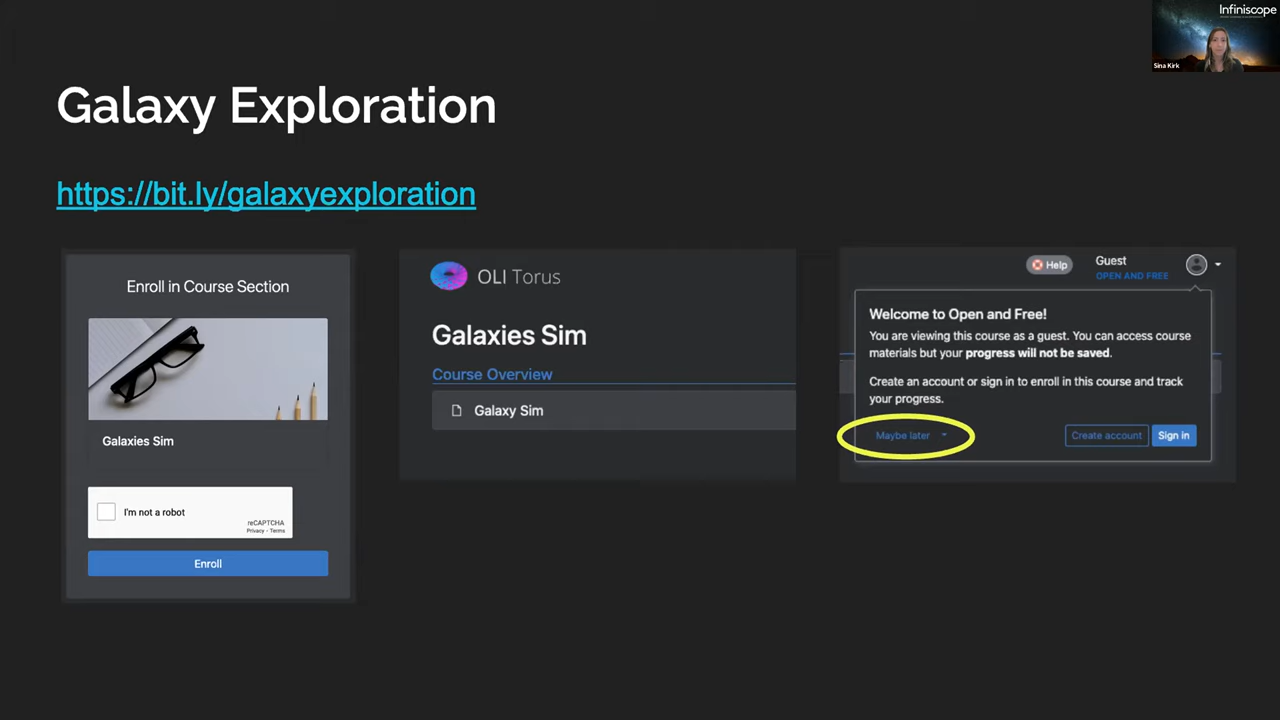 Infiniscope
Sina Kirk
Galaxy Exploration
https://bit.ly/galaxyexploration
Enroll in Course Section
Galaxies Sim
I'm not a robot
reCAPTCHA
Privacy - Terms
Enroll
OLI Torus
Galaxies Sim
Course Overview
Galaxy Sim
Help
Guest
OPEN AND FREE
Welcome to Open and Free!
You are viewing this course as a guest. You can access course
materials but your progress will not be saved.
Create an account or sign in to enroll in this course and track
your progress.
Maybe later
Create account
Sign in